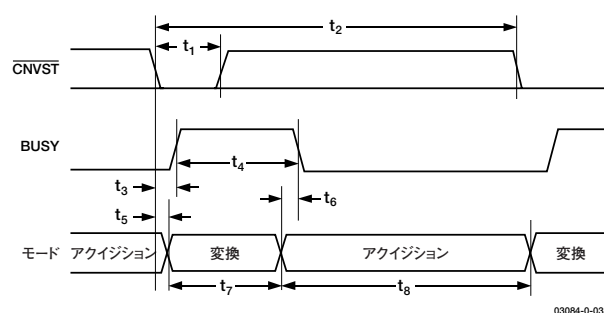 t2
t1
CNVST
BUSY
t4
t3
t6
t5
モード アクイジション 変換 アクイジション 変換
t7 t8
03084-0-03